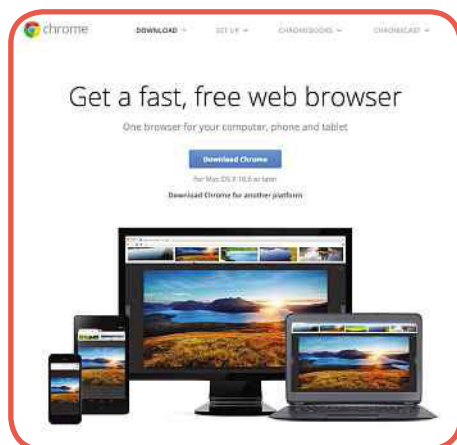 chrome
DOWNLOAD SET UP CHROMEBOOKS CHROMECAST
Get a fast, free web browser
One browser for your computer, phone and tablet
Download Chrome
For Mac OS X 10.6 or later
Download Chrome for another platform